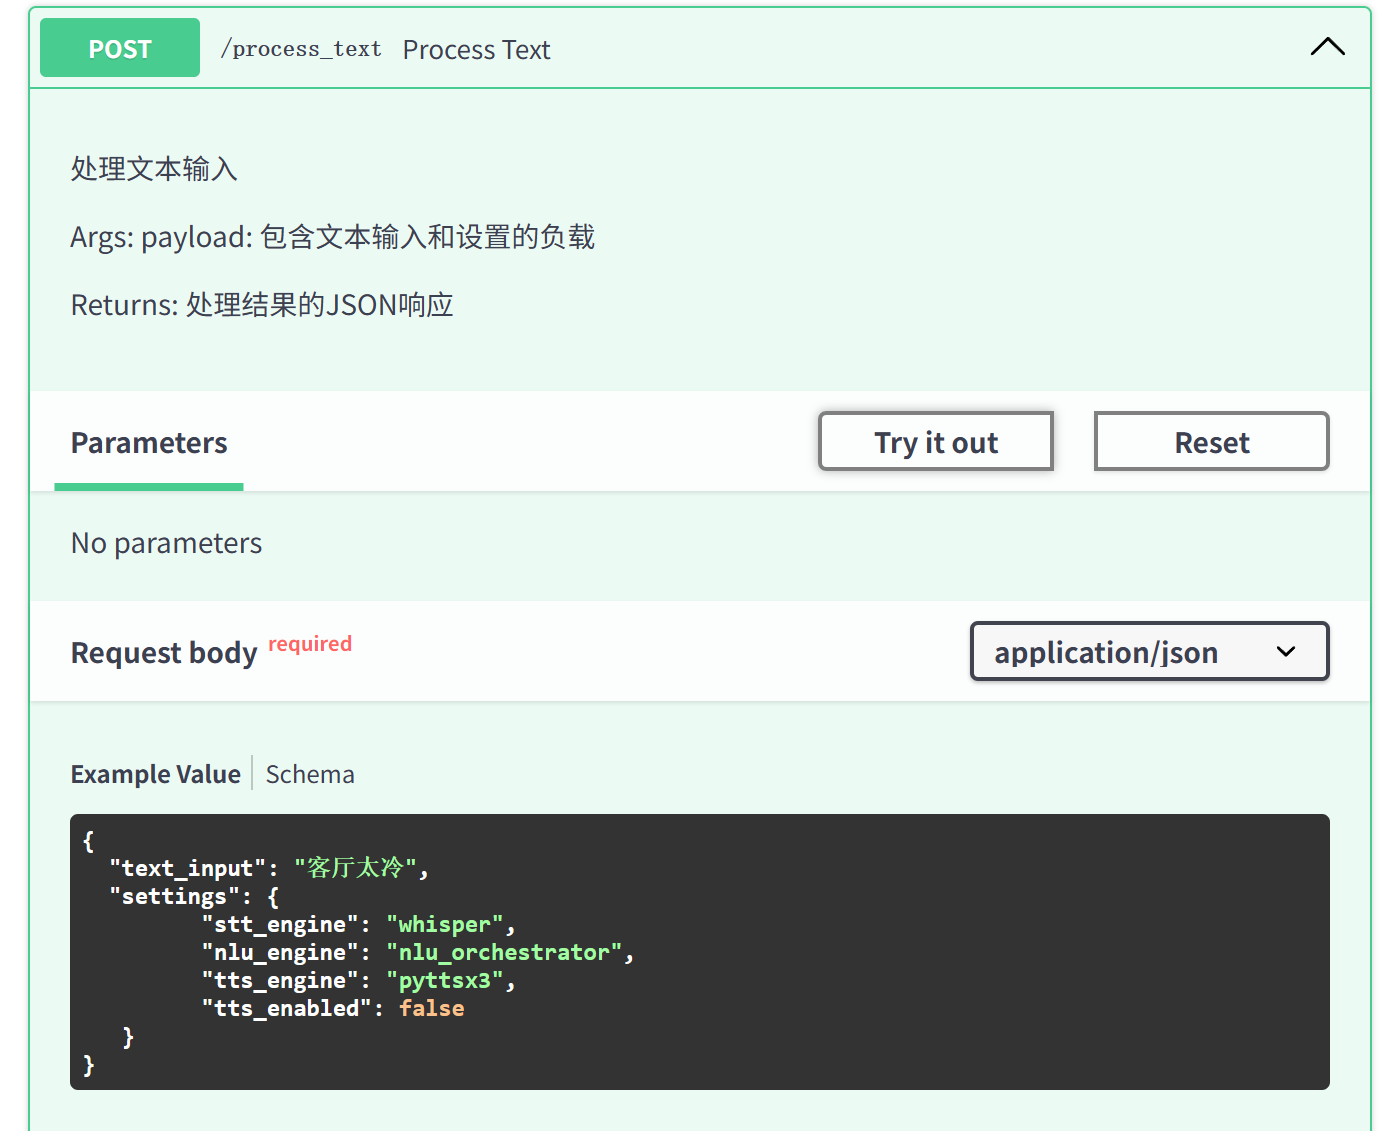 POST /process_text Process Text
处理文本输入
Args: payload: 包含文本输入和设置的负载
Returns: 处理结果的JSON响应
Parameters
Try it out
Reset
No parameters
Request body required
application/json
Example Value
Schema
{
"text_input": "客厅太冷",
"settings": {
"stt_engine": "whisper",
"nlu_engine": "nlu_orchestrator",
"tts_engine": "pyttsx3",
"tts_enabled": false
}
}